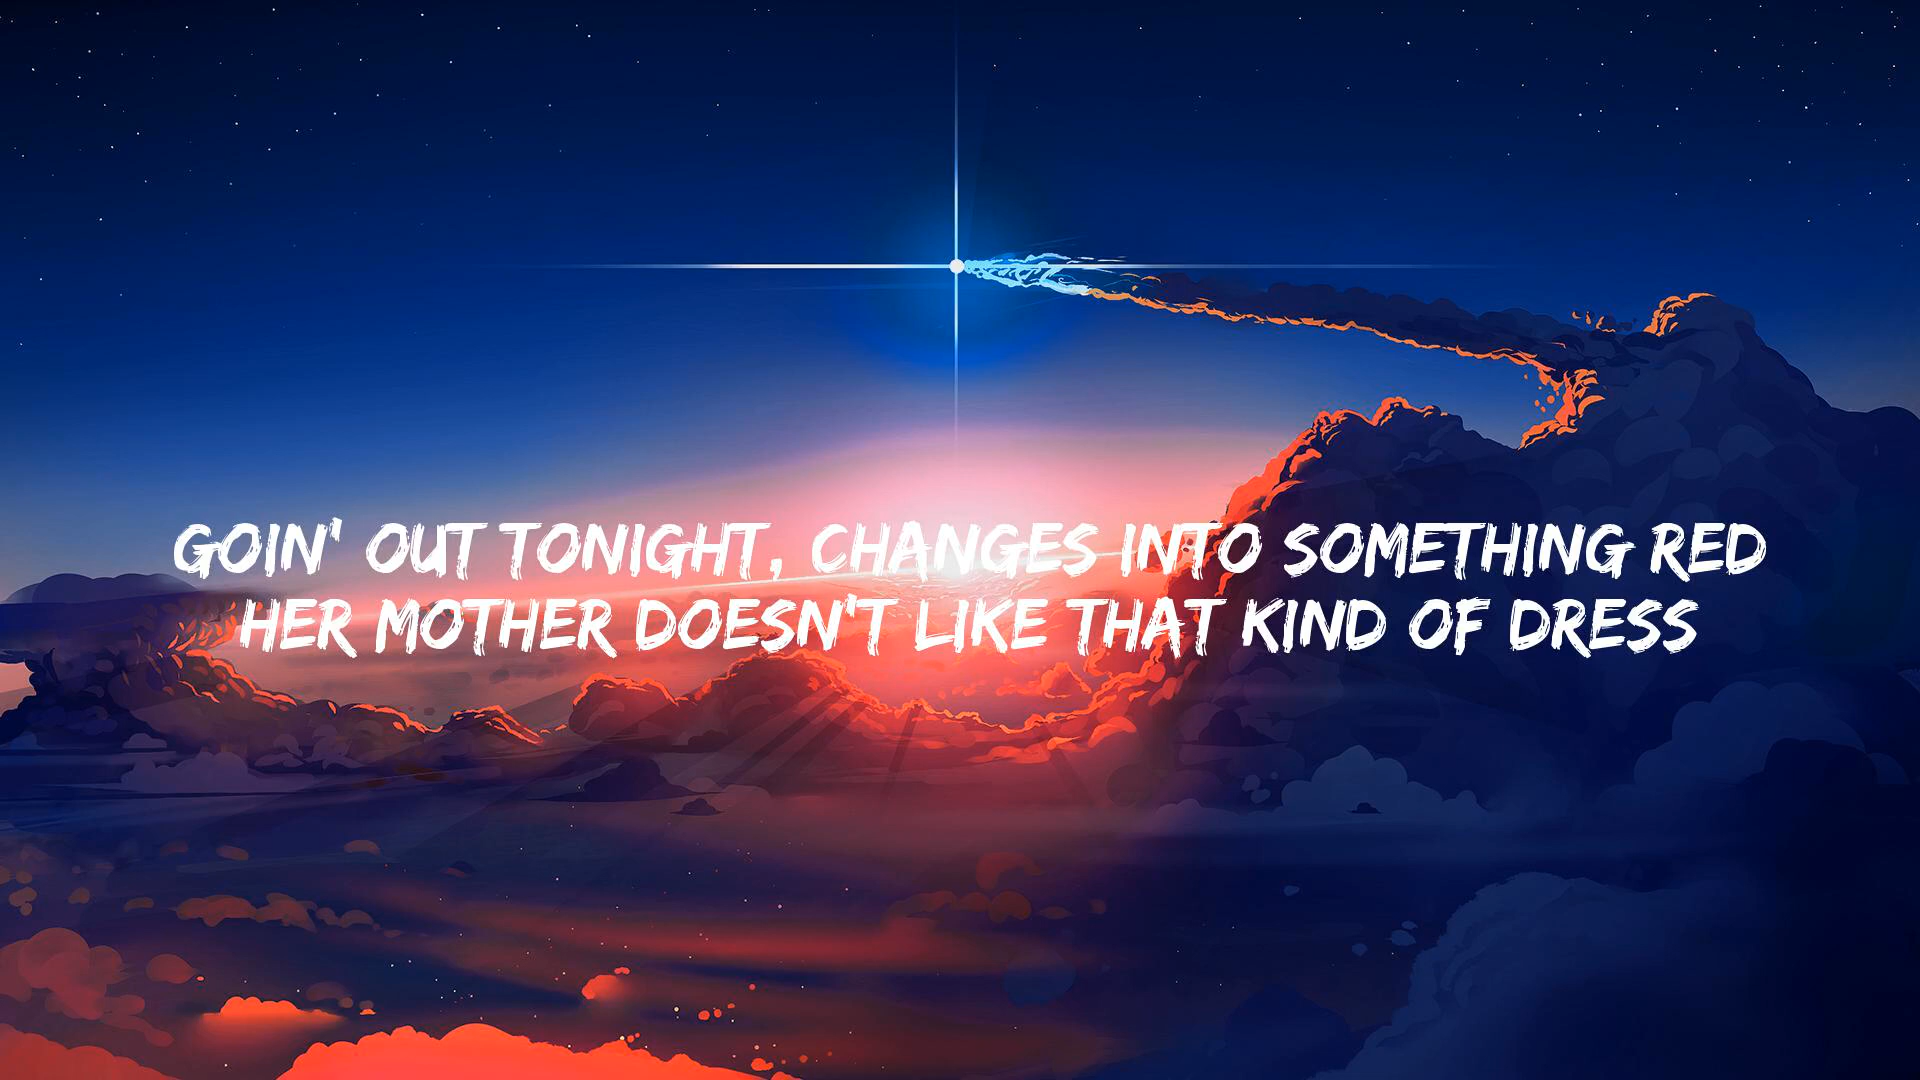 GOIN' OUT TONIGHT, CHANGES INTO SOMETHING RED
HER MOTHER DOESN'T LIKE THAT KIND OF DRESS